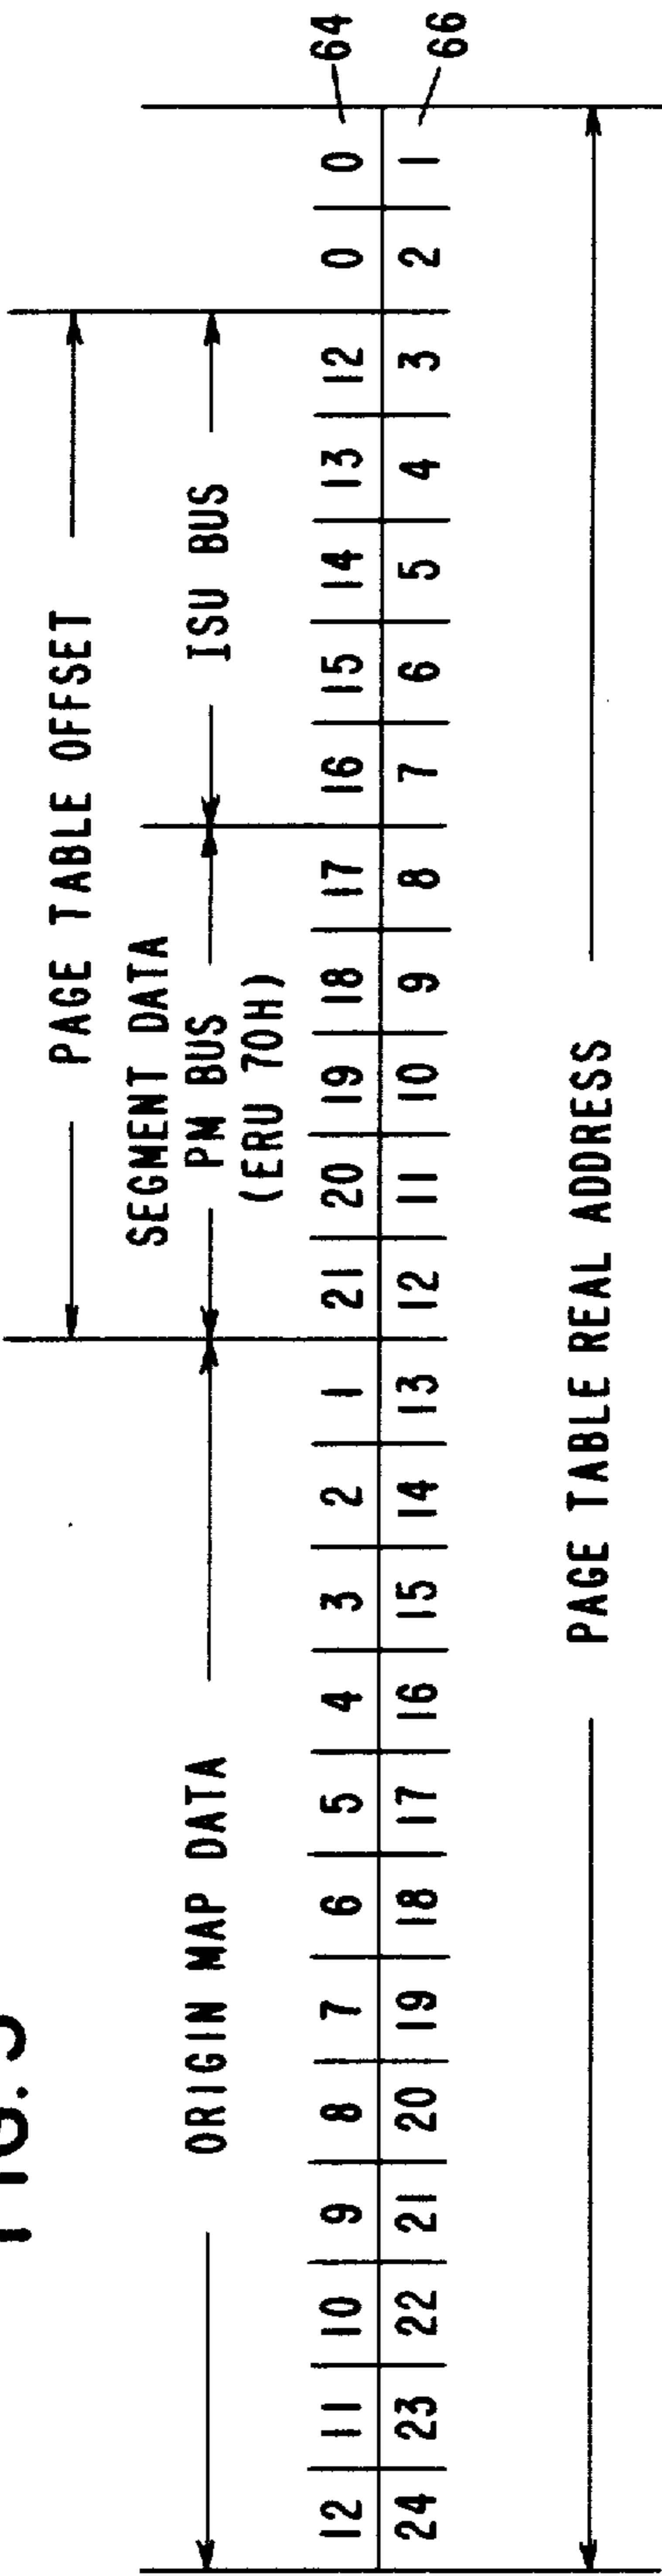 FIG.
PAGE TABLE OFFSET
SEGMENT DATA
ORIGIN MAP DATA PM BUS ISU BUS
(ERU 70H)
12 11 10 9 8 7 6 5 4 3 2 1 21 20 19 18 17 16 15 14 13 12 0 0 64
24 23 22 21 20 19 18 17 16 15 14 13 12 11 10 9 8 7 6 5 4 3 2 1 66
PAGE TABLE REAL ADDRESS